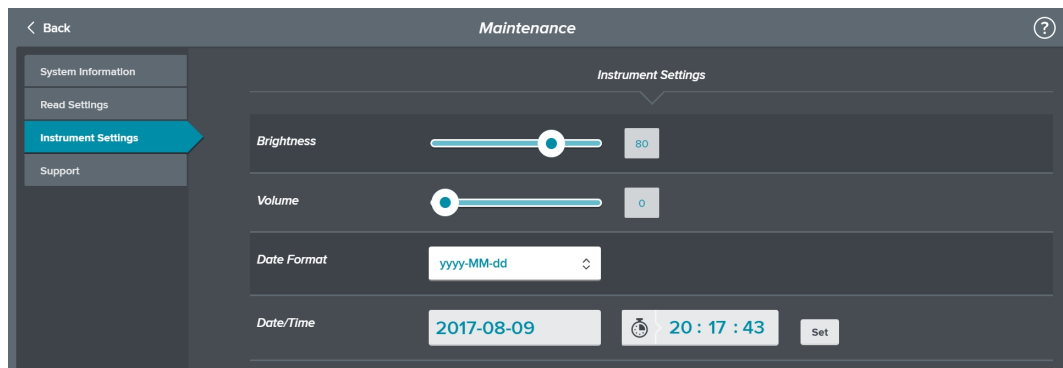 Back
Maintenance
?
System Information
Read Settings
Instrument Settings
Support
Instrument Settings
Brightness
80
Volume
0
Date Format
yyyy-MM-dd
Date/Time
2017-08-09
20 : 17 : 43
Set